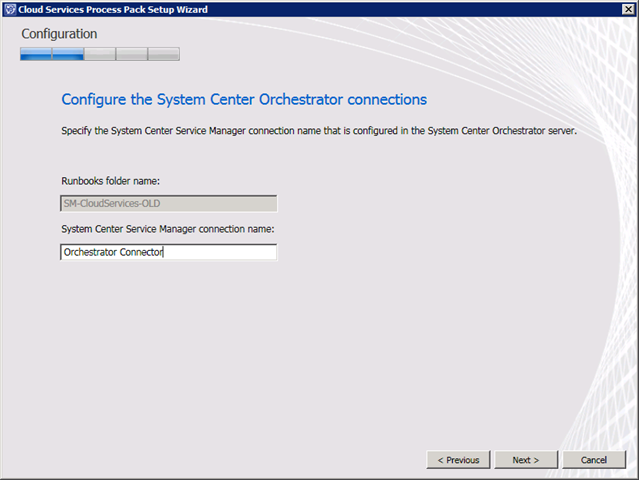 Cloud Services Process Pack Setup Wizard
Configuration
Configure the System Center Orchestrator connections
Specify the System Center Service Manager connection name that is configured in the System Center Orchestrator server.
Runbooks folder name:
SM-CloudServices-OLD
System Center Service Manager connection name:
Orchestrator Connector
< Previous
Next >
Cancel